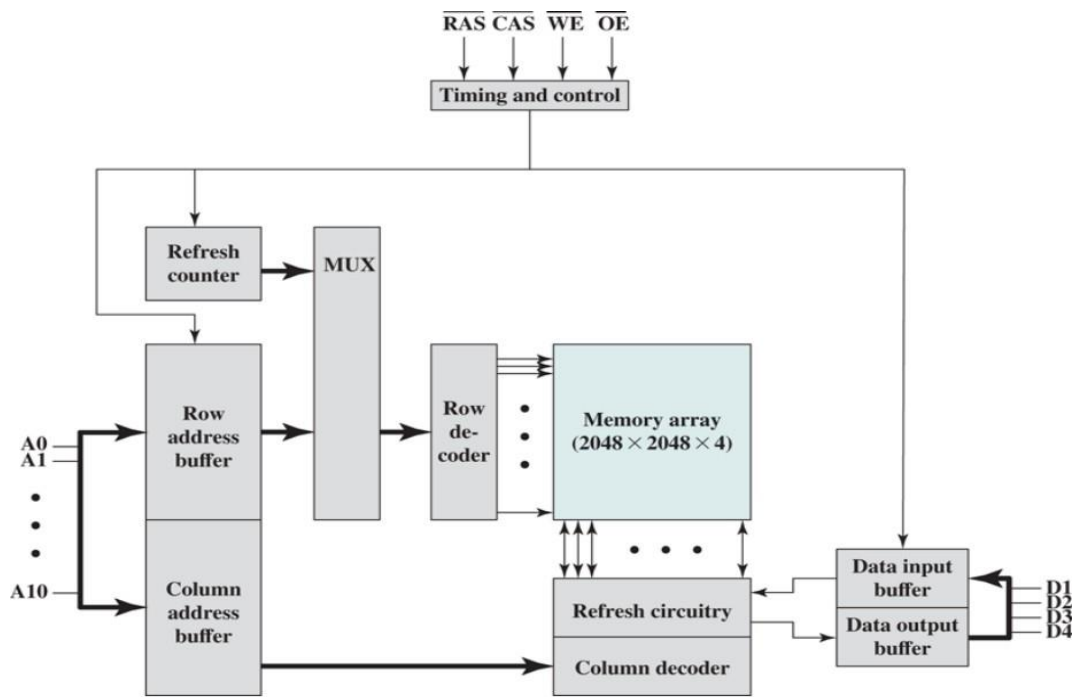 RAS CAS WE OE
Timing and control
Refresh
counter
MUX
Row
address
buffer
Row
de-
coder
Memory array
(2048 × 2048 × 4)
A0
A1
A10
Column
address
buffer
Refresh circuitry
Column decoder
Data input
buffer
Data output
buffer
D1
D2
D3
D4